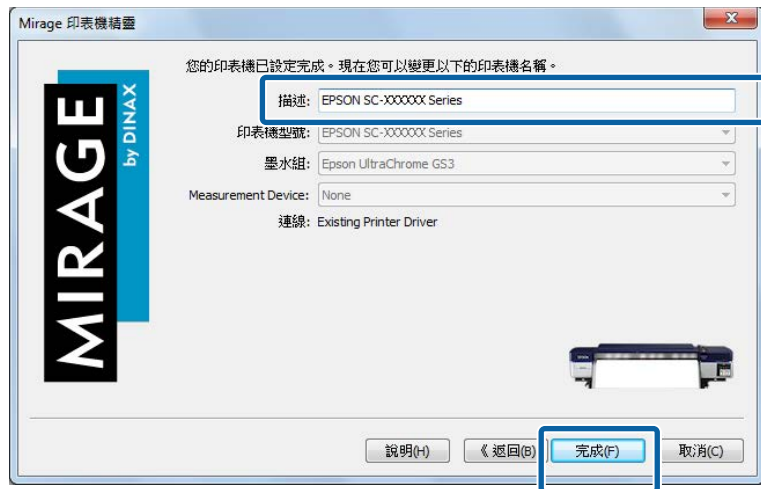 Mirage 印表機精靈
您的印表機已設定完成。現在您可以變更以下的印表機名稱。
描述: EPSON SC-XXXXXX Series
印表機型號: EPSON SC-XXXXXX Series
墨水組: Epson UltraChrome GS3
Measurement Device: None
連線: Existing Printer Driver
MIRAGE
by DINAX
說明(H) 《 返回(B) 完成(F) 取消(C)